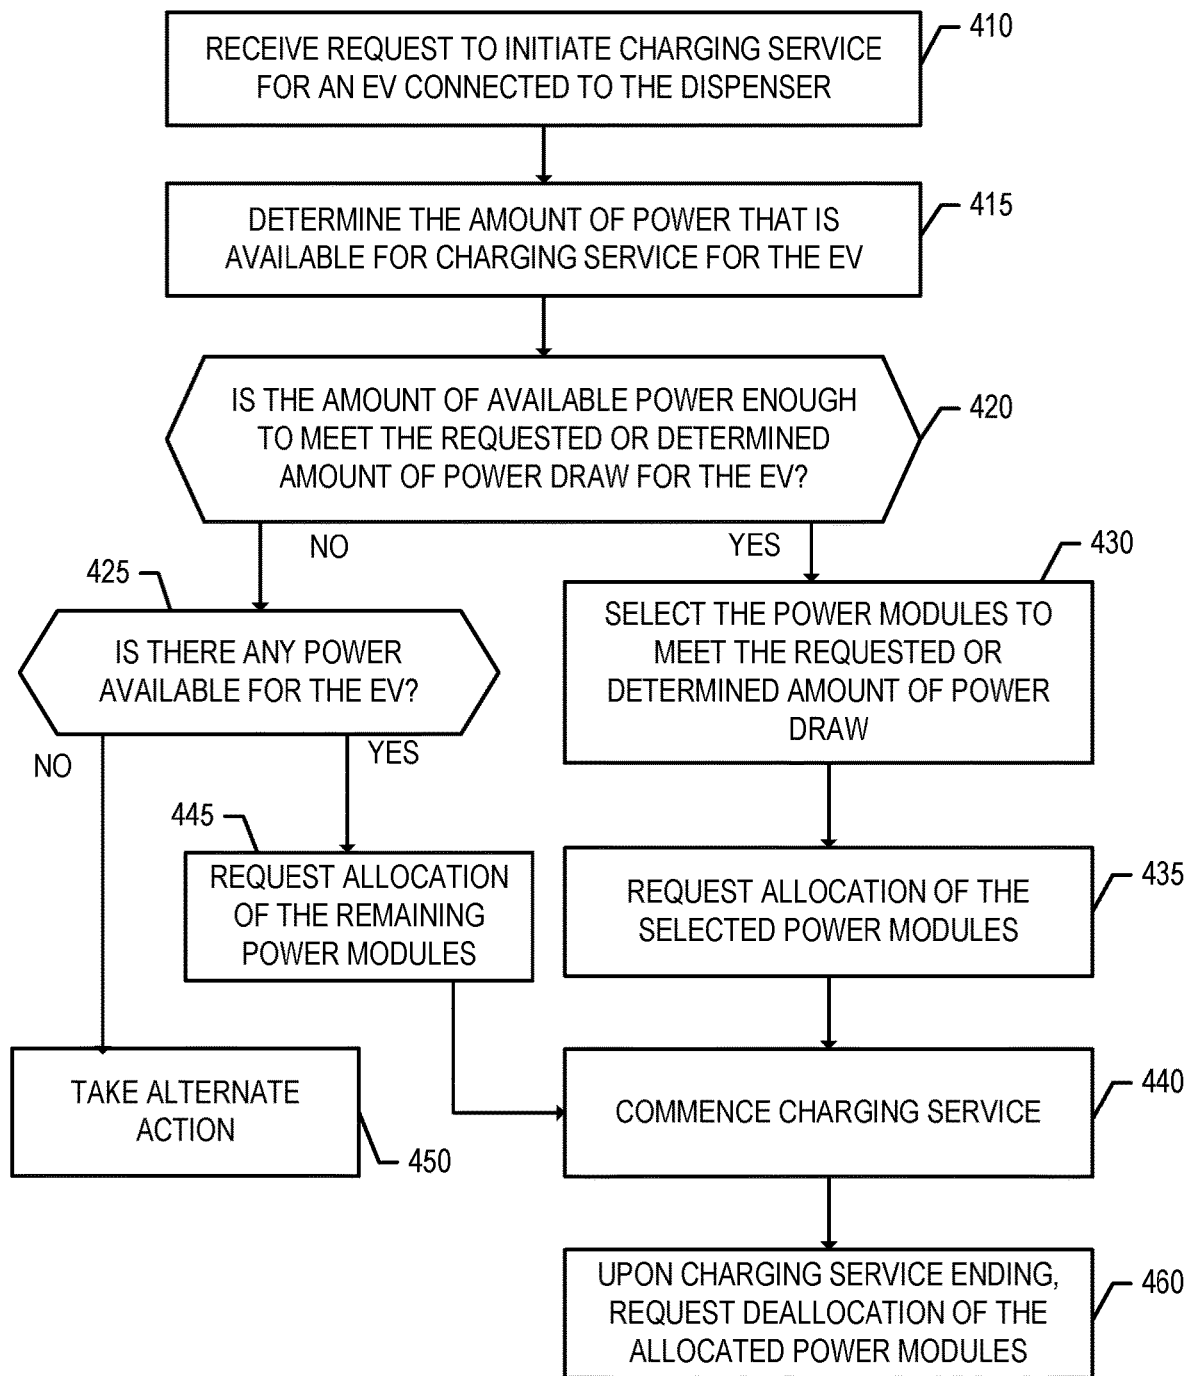 RECEIVE REQUEST TO INITIATE CHARGING SERVICE
FOR AN EV CONNECTED TO THE DISPENSER
410
DETERMINE THE AMOUNT OF POWER THAT IS
AVAILABLE FOR CHARGING SERVICE FOR THE EV
415
IS THE AMOUNT OF AVAILABLE POWER ENOUGH
TO MEET THE REQUESTED OR DETERMINED
AMOUNT OF POWER DRAW FOR THE EV?
420
NO
YES
425
IS THERE ANY POWER
AVAILABLE FOR THE EV?
430
SELECT THE POWER MODULES TO
MEET THE REQUESTED OR
DETERMINED AMOUNT OF POWER
DRAW
NO
YES
445
REQUEST ALLOCATION
OF THE REMAINING
POWER MODULES
435
REQUEST ALLOCATION OF THE
SELECTED POWER MODULES
TAKE ALTERNATE
ACTION
450
440
COMMENCE CHARGING SERVICE
460
UPON CHARGING SERVICE ENDING,
REQUEST DEALLOCATION OF THE
ALLOCATED POWER MODULES